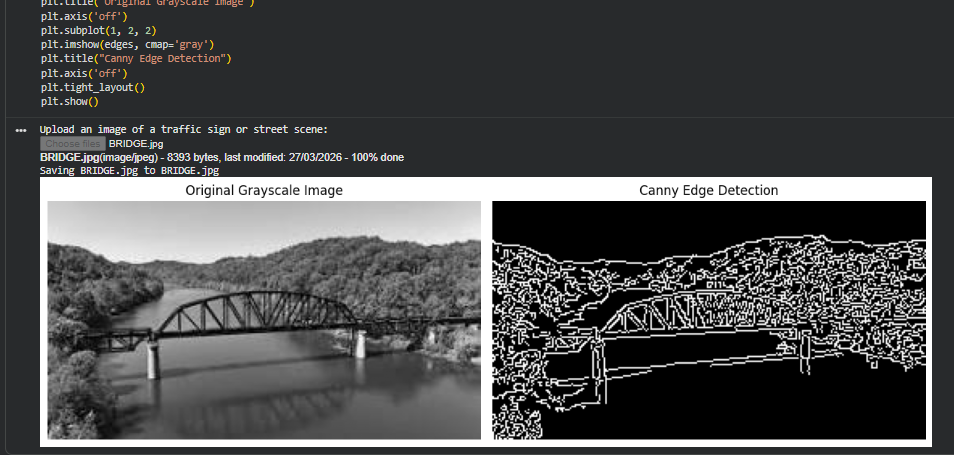 plt.title("Original Grayscale Image")
plt.axis('off')
plt.subplot(1, 2, 2)
plt.imshow(edges, cmap='gray')
plt.title("Canny Edge Detection")
plt.axis('off')
plt.tight_layout()
plt.show()
Upload an image of a traffic sign or street scene:
Choose files BRIDGE.jpg
BRIDGE.jpg(image/jpeg) - 8393 bytes, last modified: 27/03/2026 - 100% done
Saving BRIDGE.jpg to BRIDGE.jpg
Original Grayscale Image Canny Edge Detection